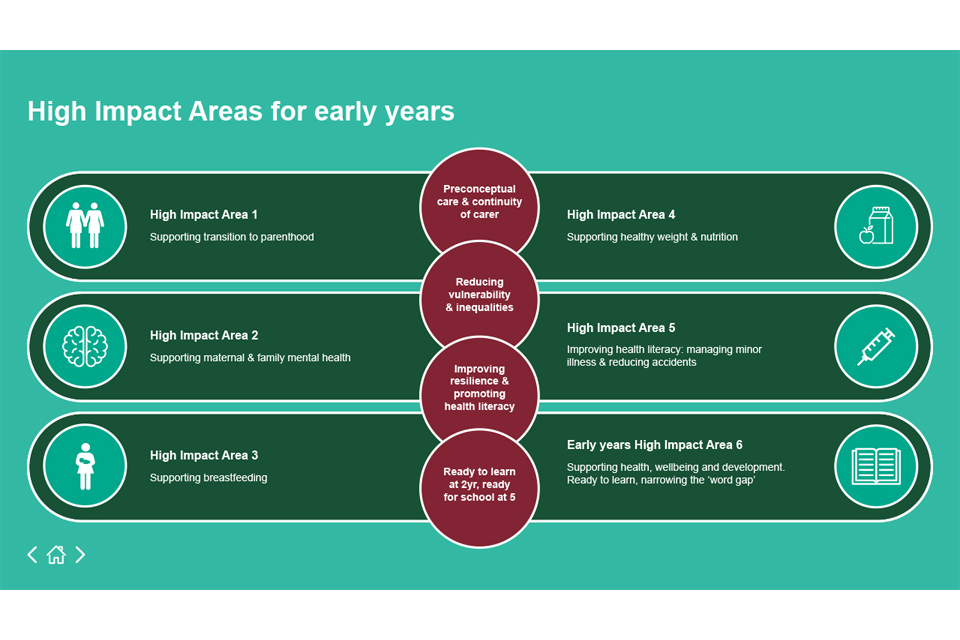 High Impact Areas for early years
High Impact Area 1
Supporting transition to parenthood
High Impact Area 2
Supporting maternal & family mental health
High Impact Area 3
Supporting breastfeeding
Preconceptual
care & continuity
of carer
Reducing
vulnerability
& inequalities
Improving
resilience &
promoting
health literacy
Ready to learn
at 2yr, ready
for school at 5
High Impact Area 4
Supporting healthy weight & nutrition
High Impact Area 5
Improving health literacy: managing minor
illness & reducing accidents
Early years High Impact Area 6
Supporting health, wellbeing and development.
Ready to learn, narrowing the ‘word gap’